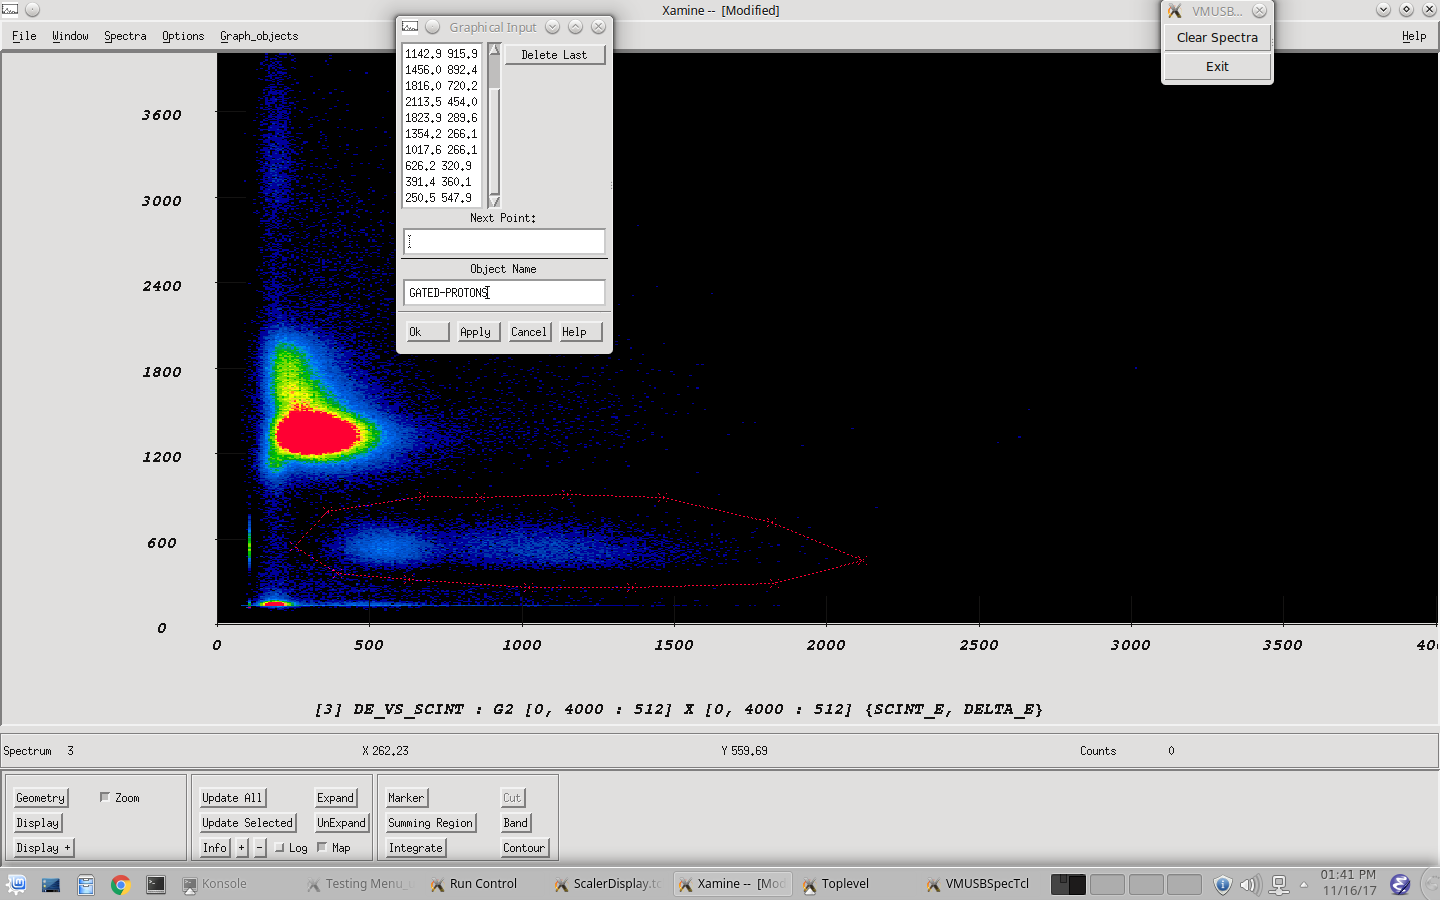 Xamine -- [Modified]
File Window Spectra Options Graph_objects Help
Graphical Input
1142.9 915.9
1456.0 892.4
1816.0 720.2
2113.5 454.0
1823.9 289.6
1354.2 266.1
1017.6 266.1
626.2 320.9
391.4 360.1
250.5 547.9
Delete Last
Next Point:
Object Name
GATED-PROTONS
Ok Apply Cancel Help
VMUSB...
Clear Spectra
Exit
3600
3000
2400
1800
1200
600
0
0 500 1000 1500 2000 2500 3000 3500 40
[3] DE_VS_SCINT : G2 [0, 4000 : 512] X [0, 4000 : 512] {SCINT_E, DELTA_E}
Spectrum 3 X 262.23 Y 559.69 Counts 0
Geometry Zoom Update All Expand Marker Cut
Display Update Selected UnExpand Summing Region Band
Display + Info + - Log Map Integrate Contour
Konsole Testing Menu_ Run Control ScalerDisplay.tc Xamine -- [Mod Toplevel VMUSBSpecTcl
01:41 PM
11/16/17